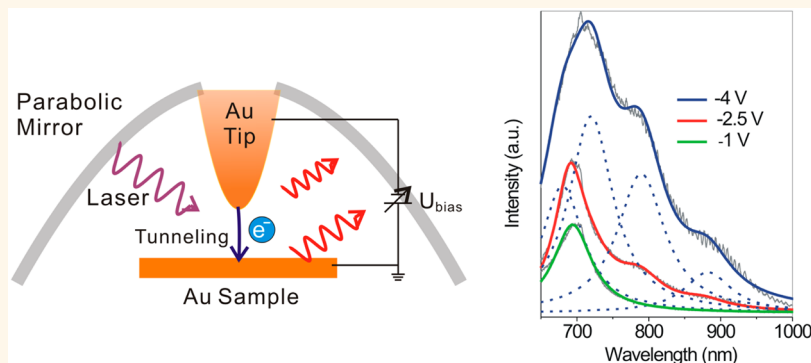 Parabolic
Mirror
Au
Tip
Laser
Tunneling
e-
U bias
Au Sample
Intensity (a.u.)
-4 V
-2.5 V
-1 V
700 800 900 1000
Wavelength (nm)